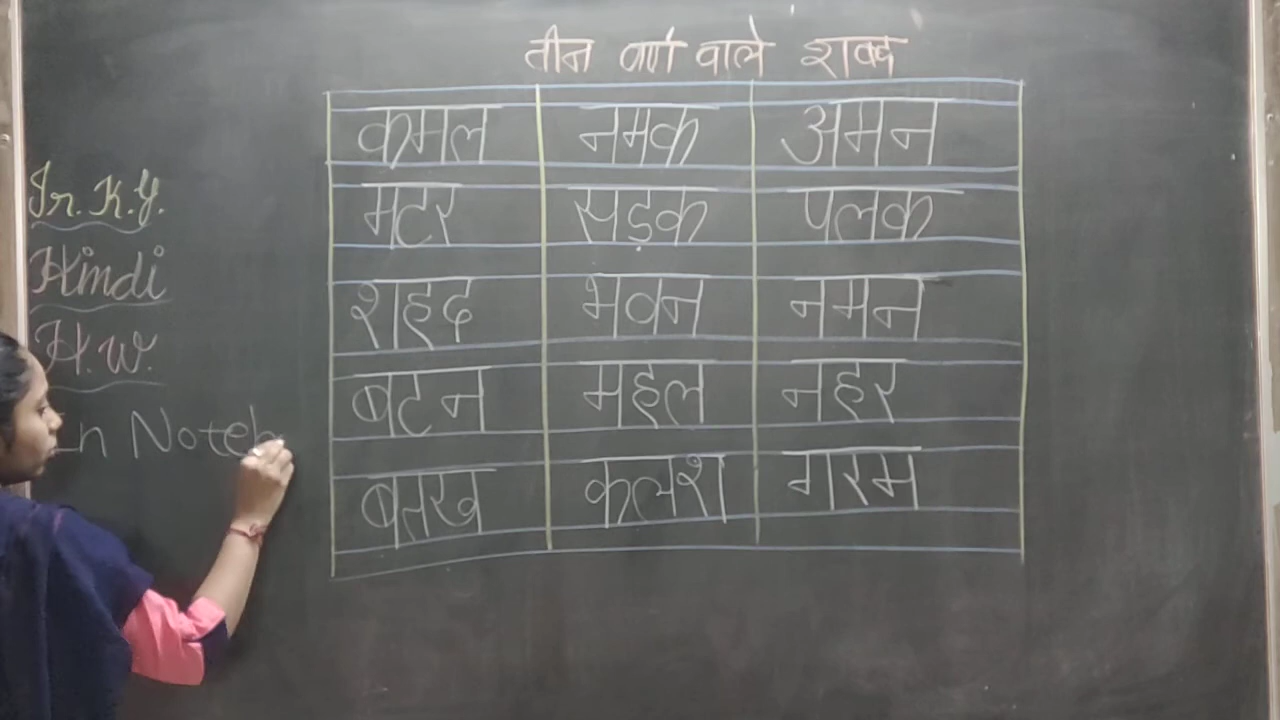 तीन वर्ण वाले शब्द
कमल नमक अमन
मटर सड़क पलक
शहद भवन नमन
बटन महल नहर
बतख कलश गरम
Jr. K.G.
Hindi
H.W.
In Noteb